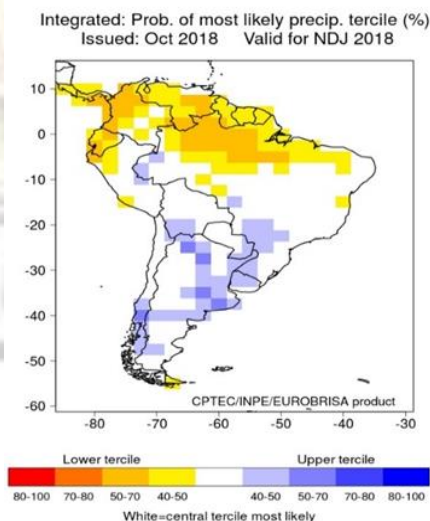 Integrated: Prob. of most likely precip. tercile (%)
Issued: Oct 2018 Valid for NDJ 2018
10
0
-10
-20
-30
-40
-50
-60
CPTEC/INPE/EUROBRISA product
-80 -70 -60 -50 -40 -30
Lower tercile Upper tercile
80-100 70-80 50-70 40-50 40-50 50-70 70-80 80-100
White=central tercile most likely